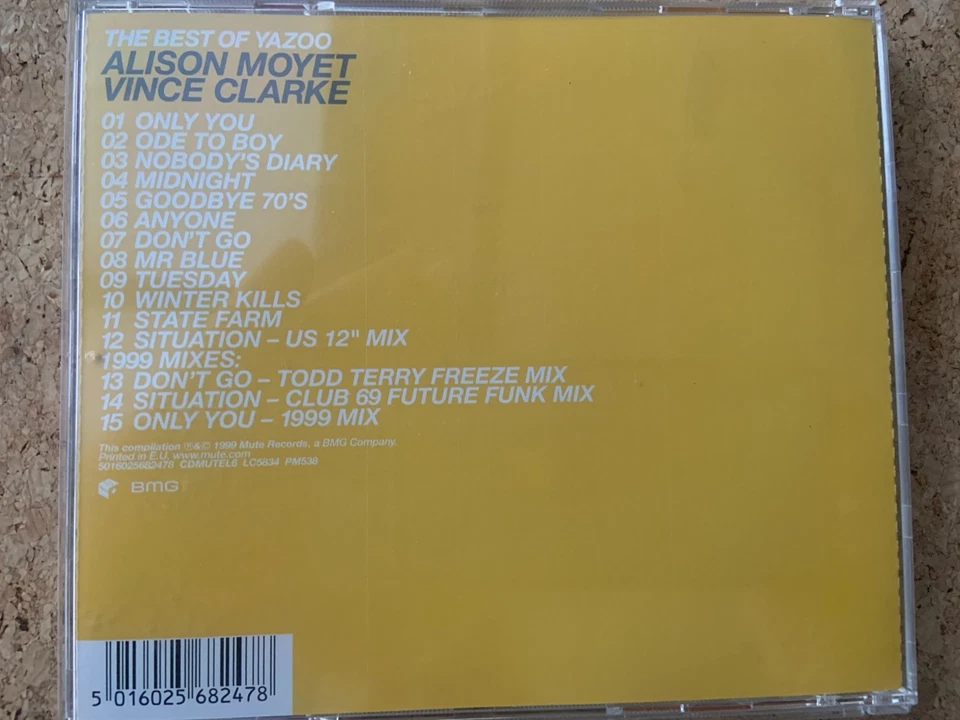 THE BEST OF YAZOO
ALISON MOYET
VINCE CLARKE
01 ONLY YOU
02 ODE TO BOY
03 NOBODY'S DIARY
04 MIDNIGHT
05 GOODBYE 70'S
06 ANYONE
07 DON'T GO
08 MR BLUE
09 TUESDAY
10 WINTER KILLS
11 STATE FARM
12 SITUATION – US 12" MIX
1999 MIXES:
13 DON'T GO – TODD TERRY FREEZE MIX
14 SITUATION – CLUB 69 FUTURE FUNK MIX
15 ONLY YOU – 1999 MIX
This compilation ℗&© 1999 Mute Records, a BMG Company.
Printed in E.U. www.mute.com
5016025682478 CDMUTEL6 LC5834 PM538
BMG
5 016025 682478